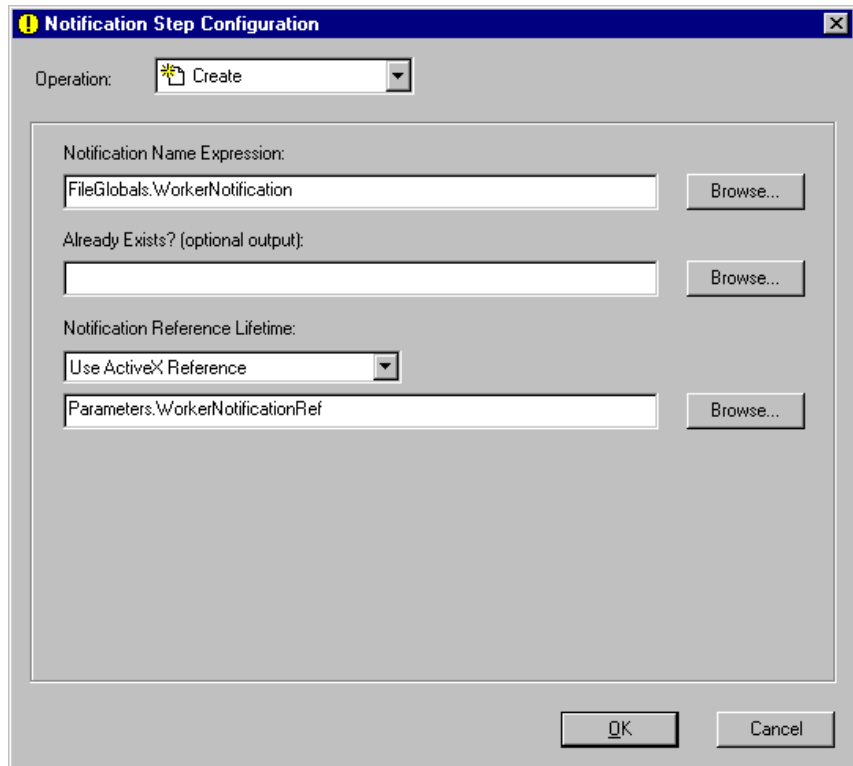 Notification Step Configuration
Operation: Create
Notification Name Expression:
FileGlobals.WorkerNotification Browse...
Already Exists? (optional output):
Browse...
Notification Reference Lifetime:
Use ActiveX Reference
Parameters.WorkerNotificationRef Browse...
OK Cancel